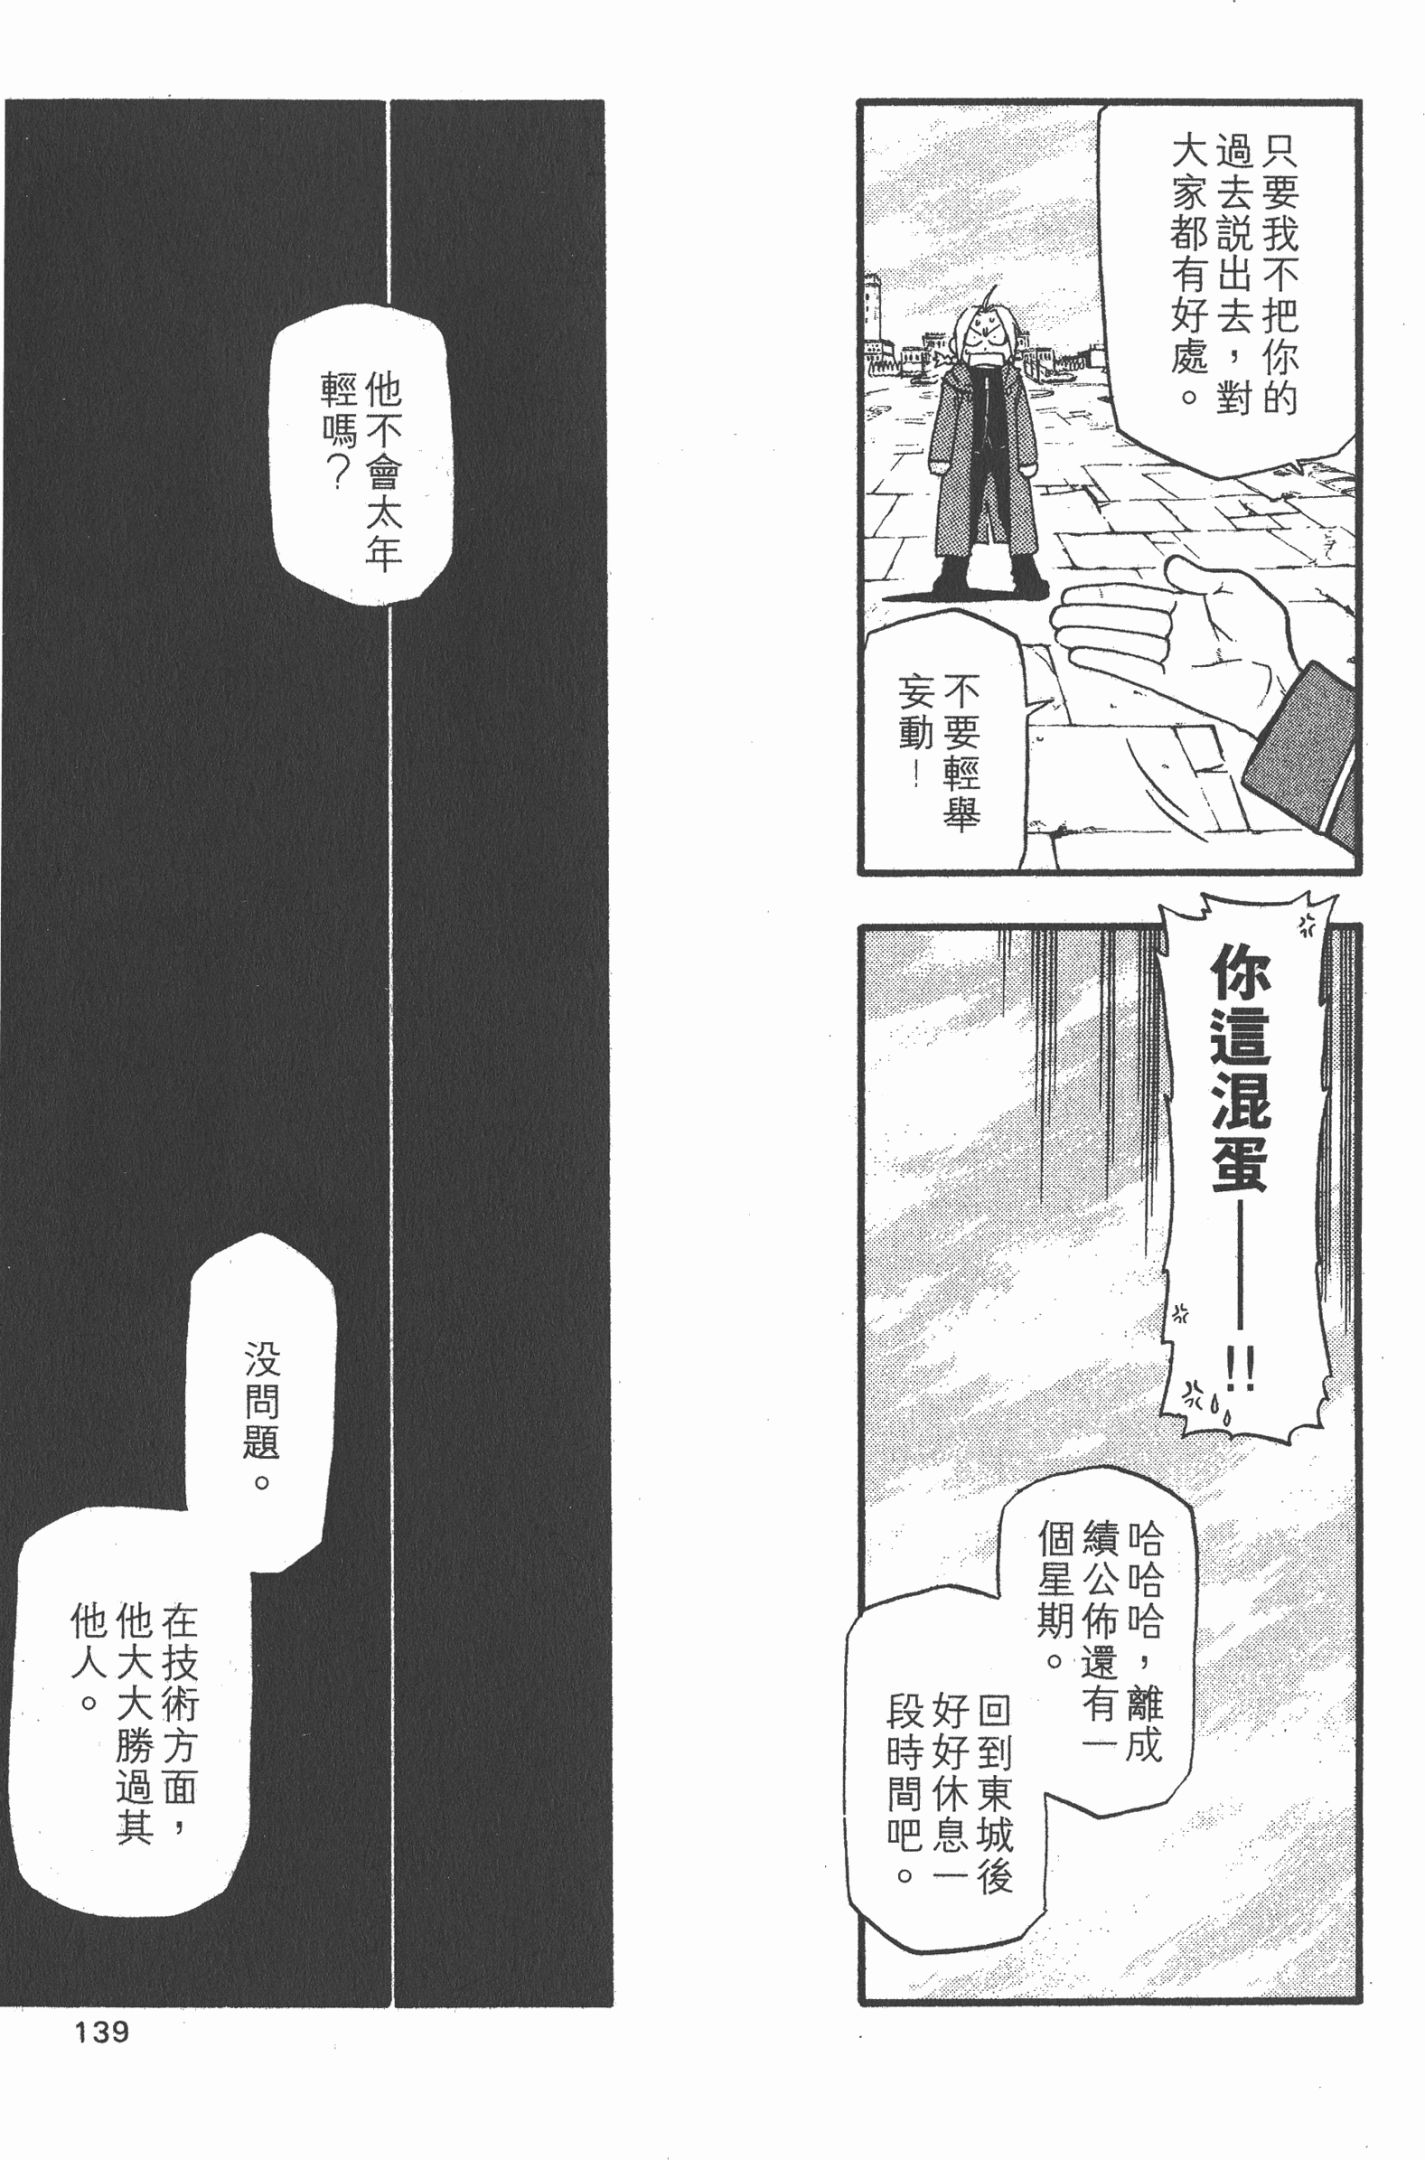 只要我不把你的
過去説出去，對
大家都有好處。
不要輕舉
妄動！
你這混蛋——!!
哈哈哈，離成
績公佈還有一
個星期。
回到東城後
好好休息一
段時間吧。
他不會太年
輕嗎？
没問題。
在技術方面，
他大大勝過其
他人。
139